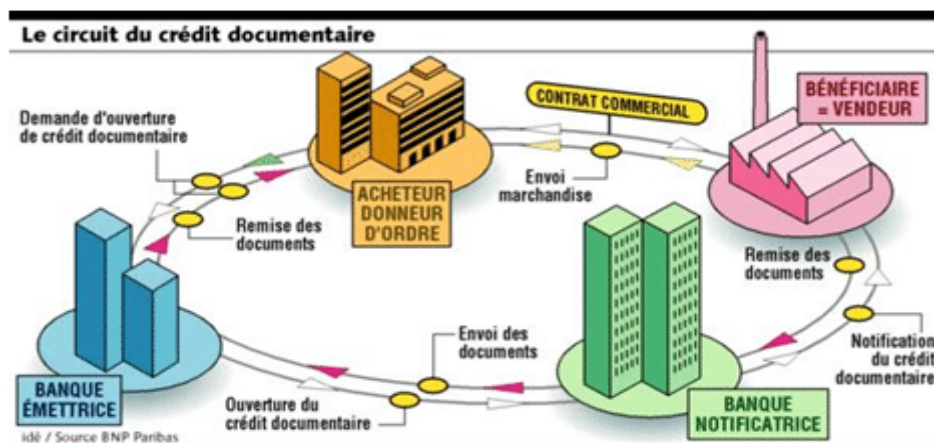 Le circuit du crédit documentaire
Demande d'ouverture
de crédit documentaire
CONTRAT COMMERCIAL
BÉNÉFICIAIRE
= VENDEUR
Envoi
marchandise
ACHETEUR
DONNEUR
D'ORDRE
Remise des
documents
Remise des
documents
Envoi des
documents
Notification
du crédit
documentaire
BANQUE
ÉMETTRICE
Ouverture du
crédit documentaire
BANQUE
NOTIFICATRICE
idé / Source BNP Paribas